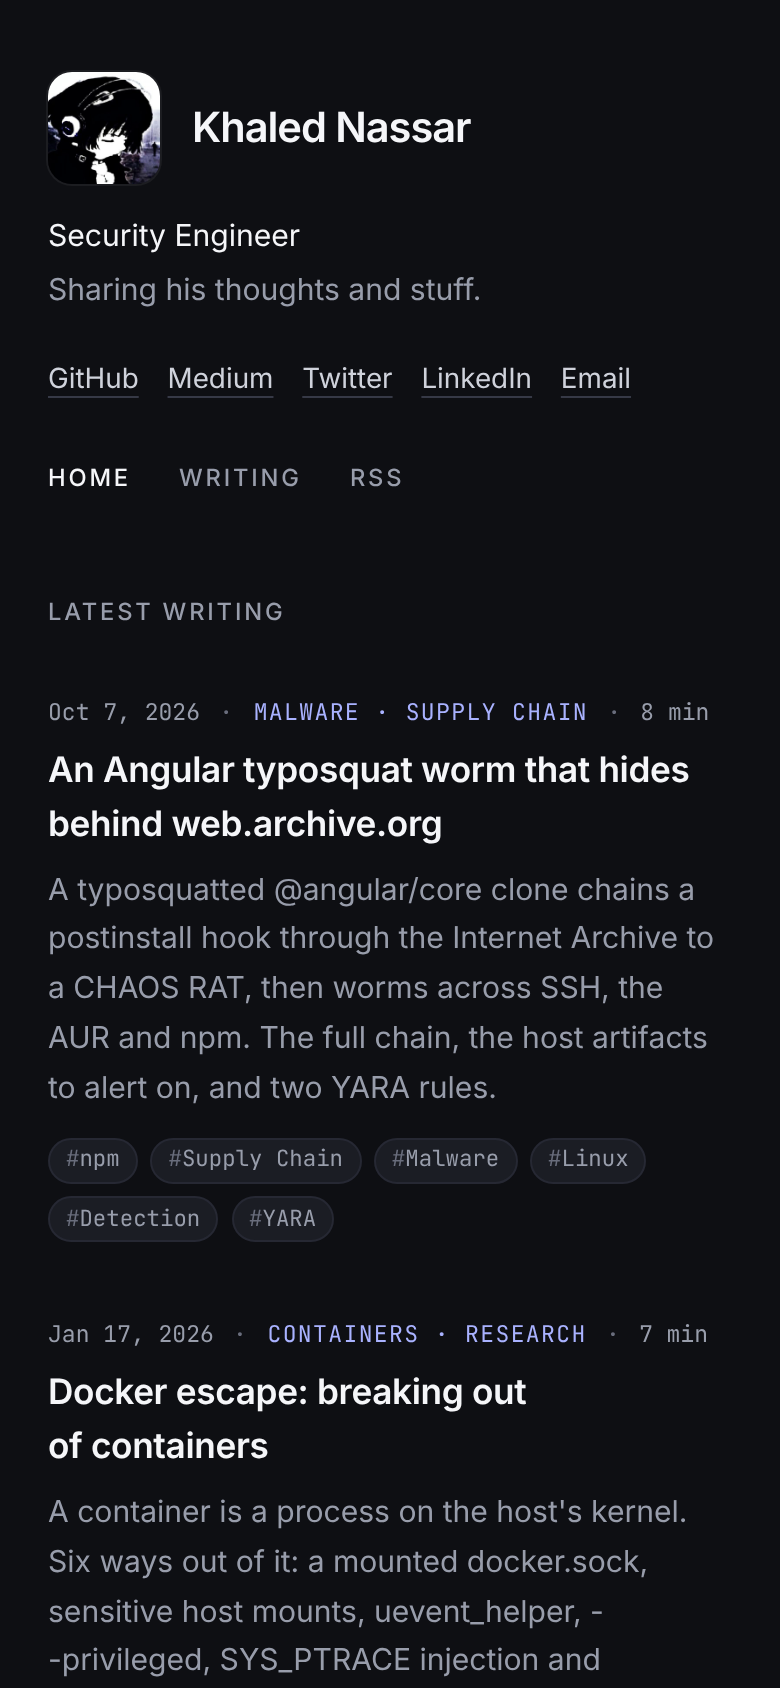 Khaled Nassar
Security Engineer
Sharing his thoughts and stuff.
GitHub Medium Twitter LinkedIn Email
HOME WRITING RSS
LATEST WRITING
Oct 7, 2026 · MALWARE · SUPPLY CHAIN · 8 min
An Angular typosquat worm that hides
behind web.archive.org
A typosquatted @angular/core clone chains a
postinstall hook through the Internet Archive to
a CHAOS RAT, then worms across SSH, the
AUR and npm. The full chain, the host artifacts
to alert on, and two YARA rules.
#npm #Supply Chain #Malware #Linux
#Detection #YARA
Jan 17, 2026 · CONTAINERS · RESEARCH · 7 min
Docker escape: breaking out
of containers
A container is a process on the host's kernel.
Six ways out of it: a mounted docker.sock,
sensitive host mounts, uevent_helper, -
-privileged, SYS_PTRACE injection and